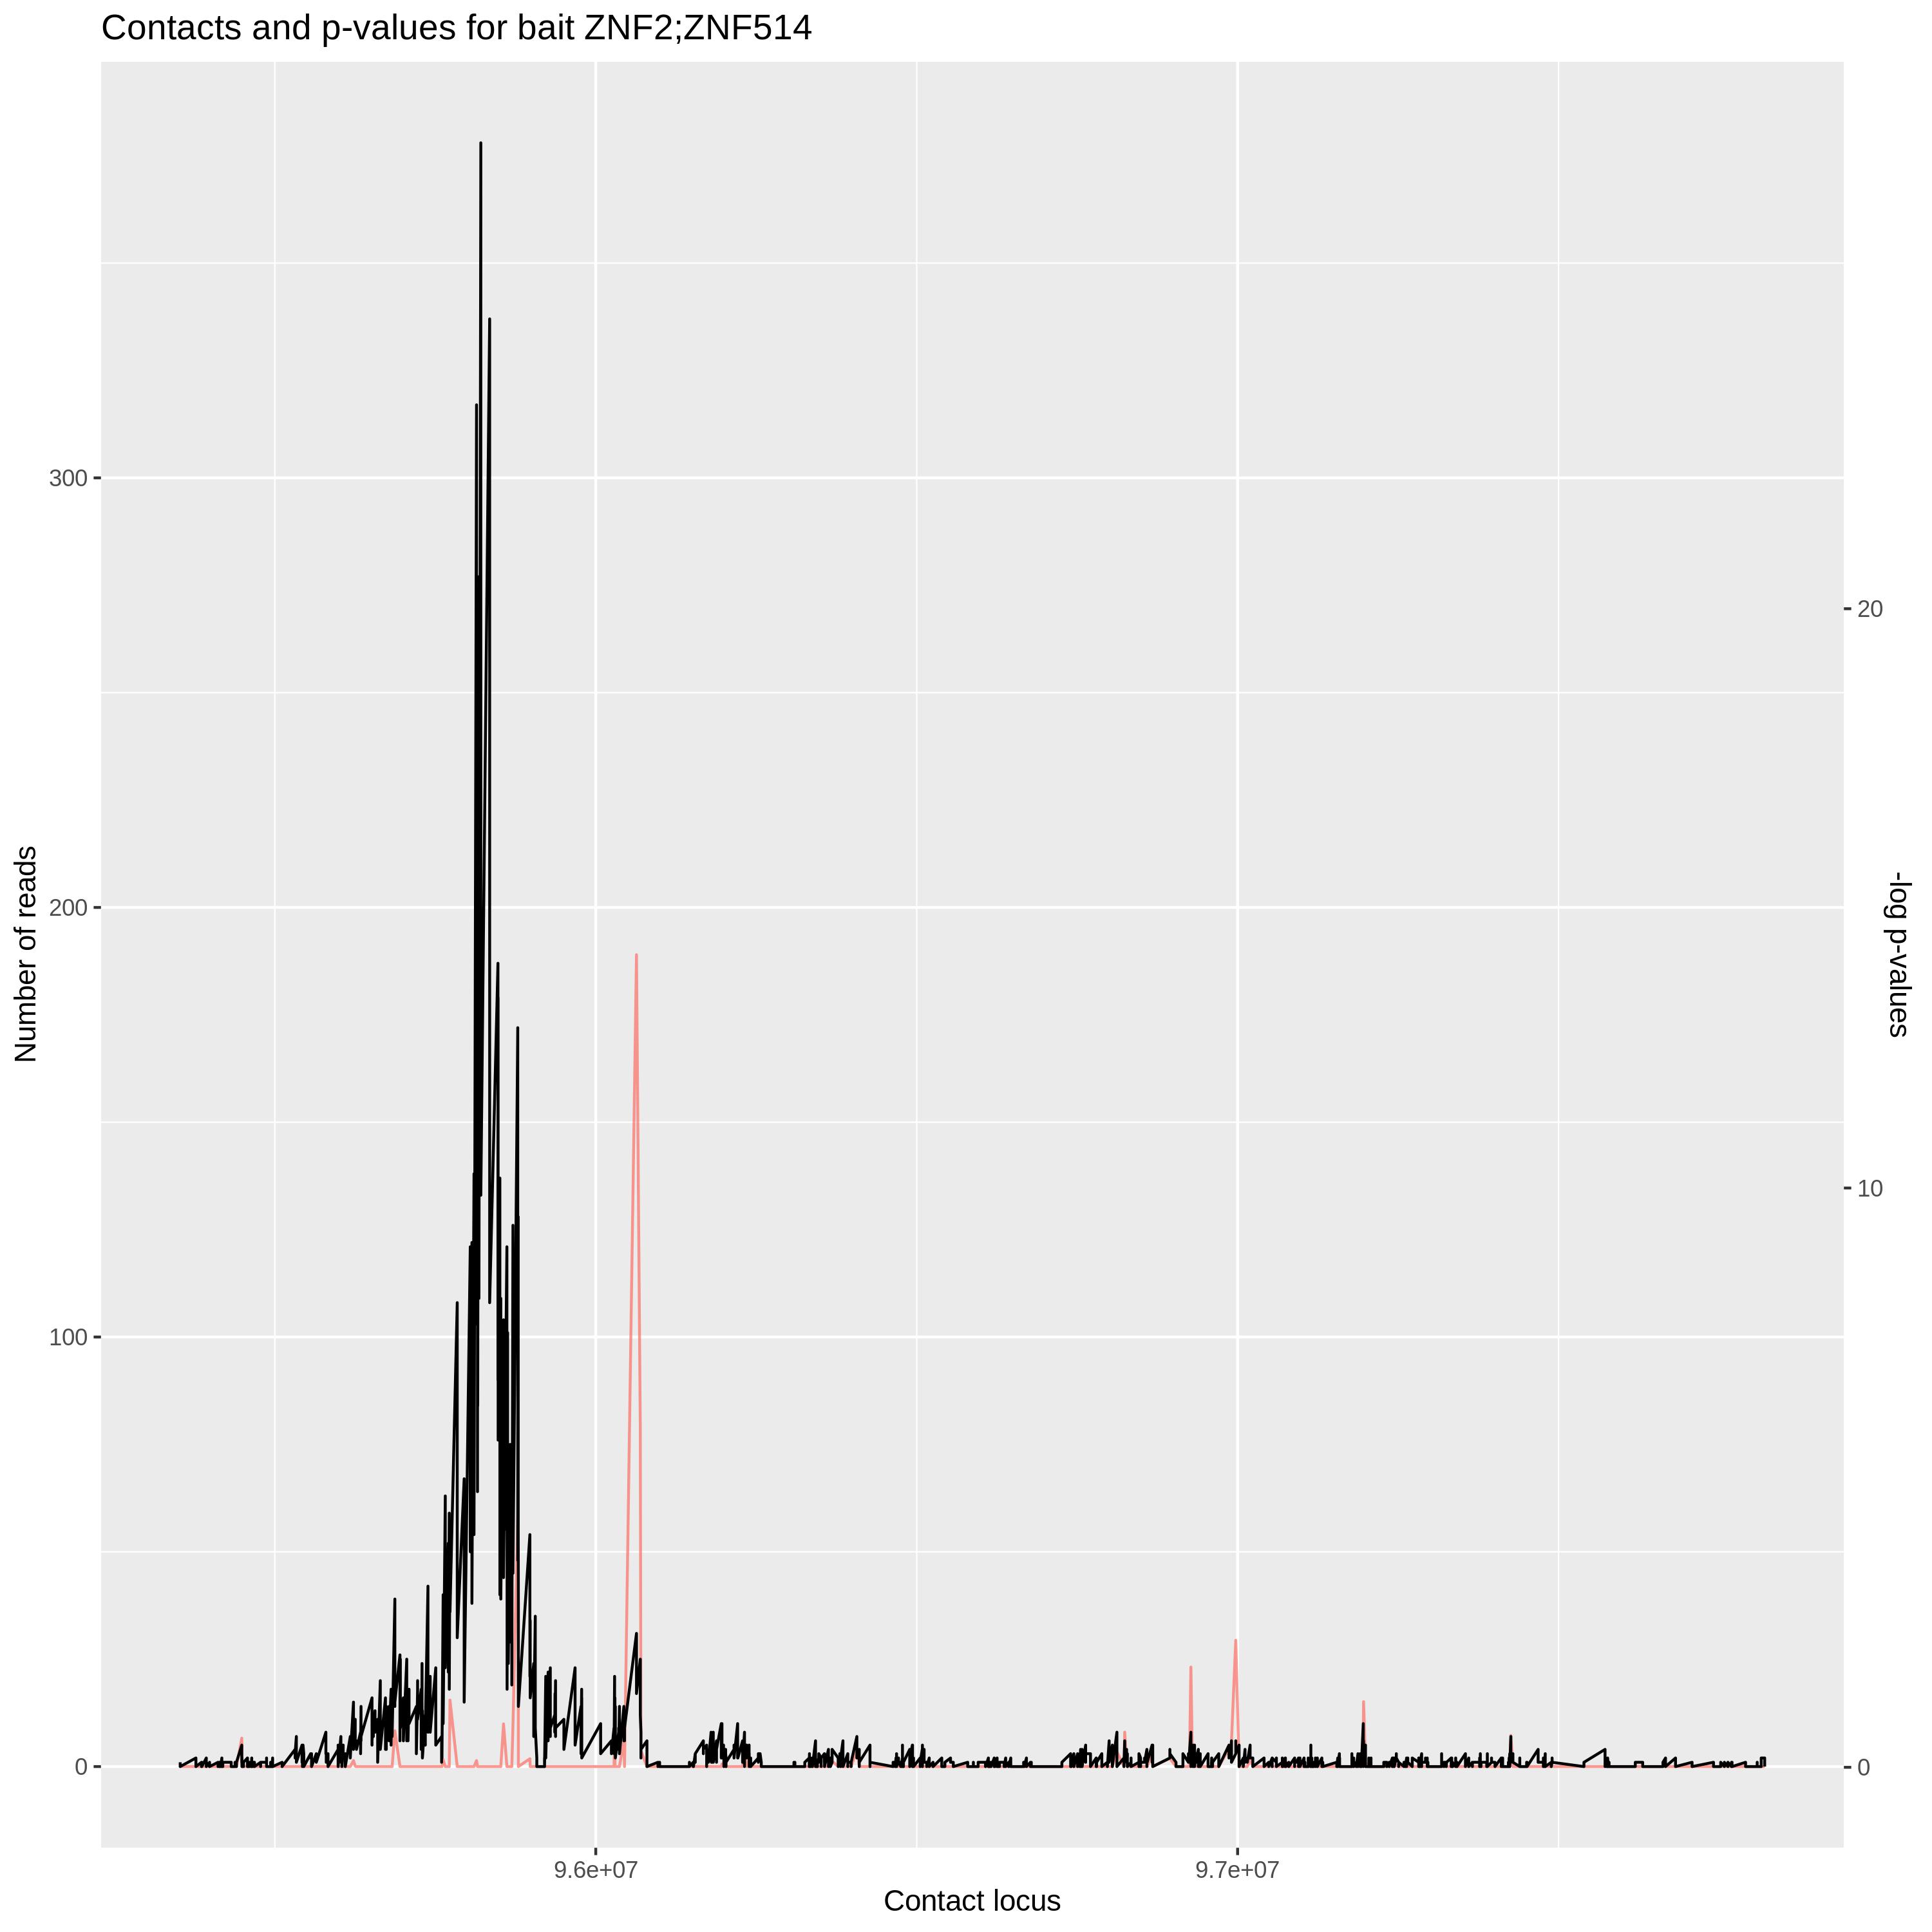 Contacts and p-values for bait ZNF2;ZNF514
300
200
100
0
20
10
0
Number of reads
-log p-values
9.6e+07
9.7e+07
Contact locus